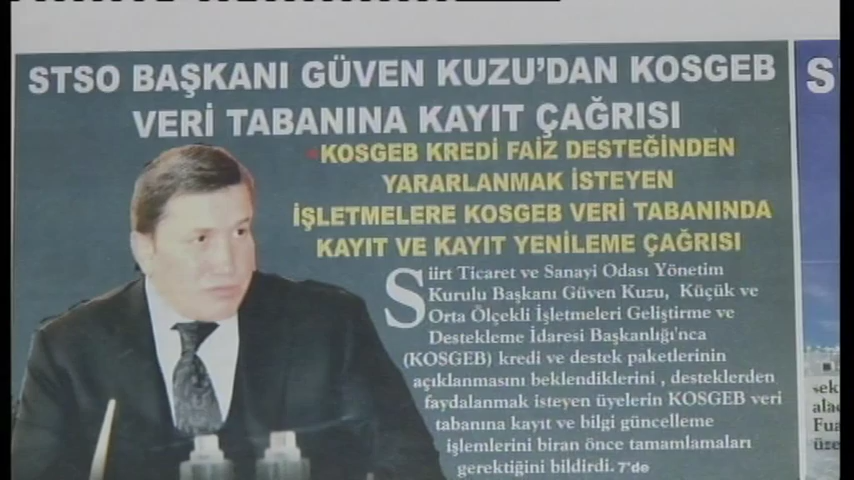 STSO BAŞKANI GÜVEN KUZU'DAN KOSGEB
VERİ TABANINA KAYIT ÇAĞRISI
KOSGEB KREDİ FAİZ DESTEĞİNDEN
YARARLANMAK İSTEYEN
İŞLETMELERE KOSGEB VERİ TABANINDA
KAYIT VE KAYIT YENİLEME ÇAĞRISI
Siirt Ticaret ve Sanayi Odası Yönetim
Kurulu Başkanı Güven Kuzu, Küçük ve
Orta Ölçekli İşletmeleri Geliştirme ve
Destekleme İdaresi Başkanlığı'nca
(KOSGEB) kredi ve destek paketlerinin
açıklanmasını beklendiklerini , desteklerden
faydalanmak isteyen üyelerin KOSGEB veri
tabanına kayıt ve bilgi güncelleme
işlemlerini biran önce tamamlamaları
gerektiğini bildirdi. 7'de